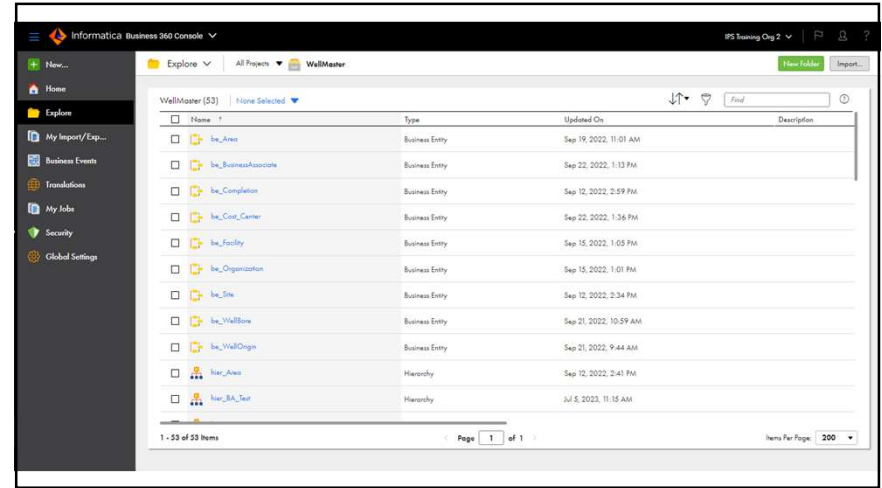 Informatica Business 360 Console
IPS Training Org 2
?
New...
Home
Explore
My Import/Exp...
Business Events
Translations
My Jobs
Security
Global Settings
Explore All Projects WellMaster New Folder Import...
WellMaster (53) None Selected Find
Name ↑ Type Updated On Description
be_Area Business Entity Sep 19, 2022, 11:01 AM
be_BusinessAssociate Business Entity Sep 22, 2022, 1:13 PM
be_Completion Business Entity Sep 12, 2022, 2:59 PM
be_Cost_Center Business Entity Sep 22, 2022, 1:36 PM
be_Facility Business Entity Sep 15, 2022, 1:05 PM
be_Organization Business Entity Sep 15, 2022, 1:01 PM
be_Site Business Entity Sep 12, 2022, 2:34 PM
be_WellBore Business Entity Sep 21, 2022, 10:59 AM
be_WellOrigin Business Entity Sep 21, 2022, 9:44 AM
hier_Area Hierarchy Sep 12, 2022, 2:41 PM
hier_BA_Test Hierarchy Jul 5, 2023, 11:15 AM
1 - 53 of 53 Items Page 1 of 1 Items Per Page: 200